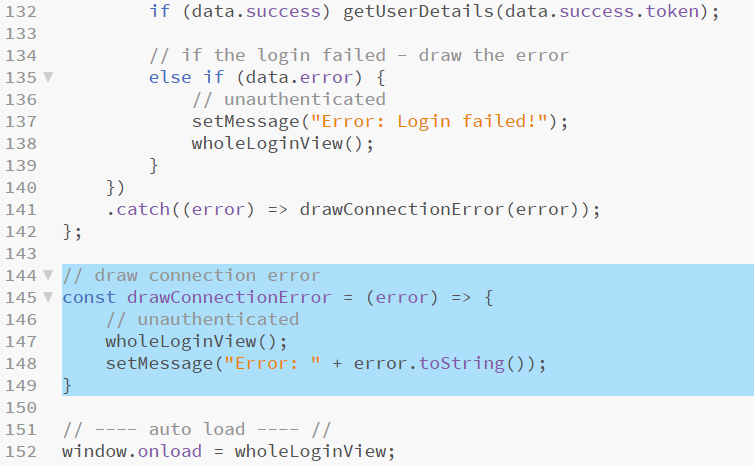 132 if (data.success) getUserDetails(data.success.token);
133
134 // if the login failed - draw the error
135 else if (data.error) {
136 // unauthenticated
137 setMessage("Error: Login failed!");
138 wholeLoginView();
139 }
140 })
141 .catch((error) => drawConnectionError(error));
142 };
143
144 // draw connection error
145 const drawConnectionError = (error) => {
146 // unauthenticated
147 wholeLoginView();
148 setMessage("Error: " + error.toString());
149 }
150
151 // ---- auto load ---- //
152 window.onload = wholeLoginView;